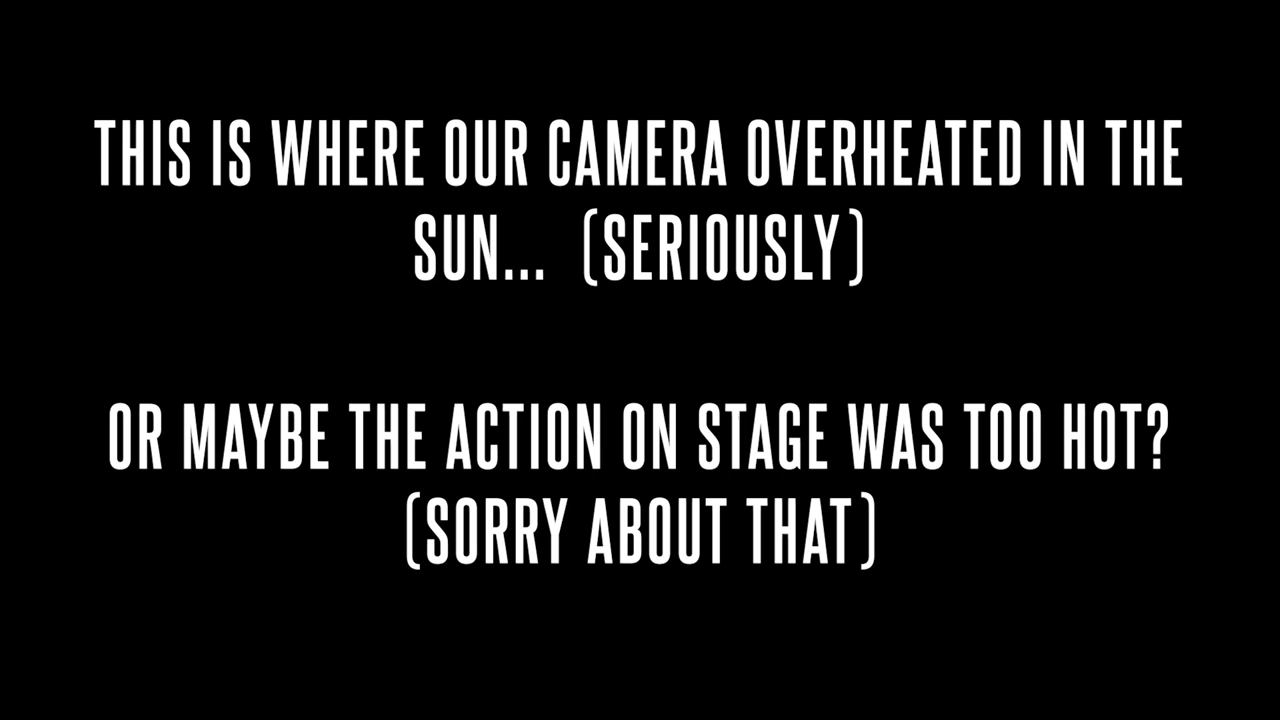 THIS IS WHERE OUR CAMERA OVERHEATED IN THE
SUN... (SERIOUSLY)
OR MAYBE THE ACTION ON STAGE WAS TOO HOT?
(SORRY ABOUT THAT)